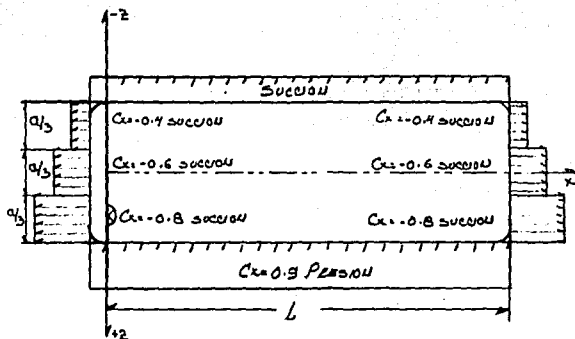 -Z
SUCCION
a/3
Cx=-0.4 SUCCION
Cx=-0.4 SUCCION
a/3
Cx=-0.6 SUCCION
Cx=-0.6 SUCCION
X
a/3
Cx=-0.8 SUCCION
Cx=-0.8 SUCCION
Cx=0.9 PRESION
L
+Z